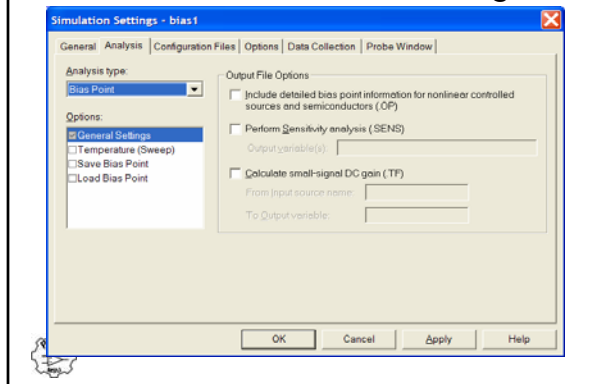 Simulation Settings - bias1
General Analysis Configuration Files Options Data Collection Probe Window
Analysis type:
Bias Point
Options:
General Settings
Temperature (Sweep)
Save Bias Point
Load Bias Point
Output File Options
Include detailed bias point information for nonlinear controlled
sources and semiconductors (.OP)
Perform Sensitivity analysis (.SENS)
Output variable(s):
Calculate small-signal DC gain (.TF)
From Input source name:
To Output variable:
OK Cancel Apply Help